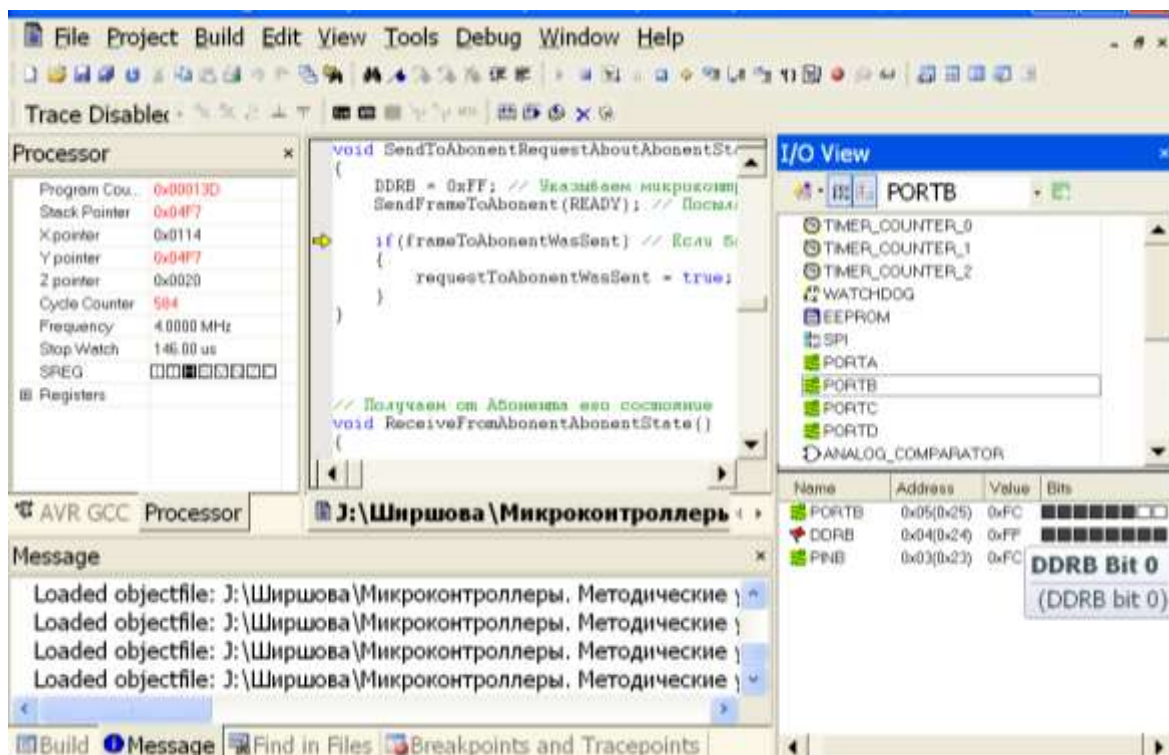 File Project Build Edit View Tools Debug Window Help
Trace Disablec
Processor
Program Cou... 0x00013D
Stack Pointer 0x04F7
X pointer 0x0114
Y pointer 0x04F7
Z pointer 0x0020
Cycle Counter 584
Frequency 4.0000 MHz
Stop Watch 146.00 us
SREG
Registers
AVR GCC Processor
void SendToAbonentRequestAboutAbonentSt
{
DDRB = 0xFF; // Указываем микроконтр
SendFrameToAbonent(READY); // Посыл
if(frameToAbonentWasSent) // Если
{
requestToAbonentWasSent = true;
}
}
// Получаем от Абонента его состояние
void ReceiveFromAbonentAbonentState()
{
J:\Ширшова\Микроконтроллеры
I/O View
PORTB
TIMER_COUNTER_0
TIMER_COUNTER_1
TIMER_COUNTER_2
WATCHDOG
EEPROM
SPI
PORTA
PORTB
PORTC
PORTD
ANALOG_COMPARATOR
Name Address Value Bits
PORTB 0x05(0x25) 0xFC
DDRB 0x04(0x24) 0xFF
PINB 0x03(0x23) 0xFC
DDRB Bit 0
(DDRB bit 0)
Message
Loaded objectfile: J:\Ширшова\Микроконтроллеры. Методические
Loaded objectfile: J:\Ширшова\Микроконтроллеры. Методические
Loaded objectfile: J:\Ширшова\Микроконтроллеры. Методические
Loaded objectfile: J:\Ширшова\Микроконтроллеры. Методические
Build Message Find in Files Breakpoints and Tracepoints